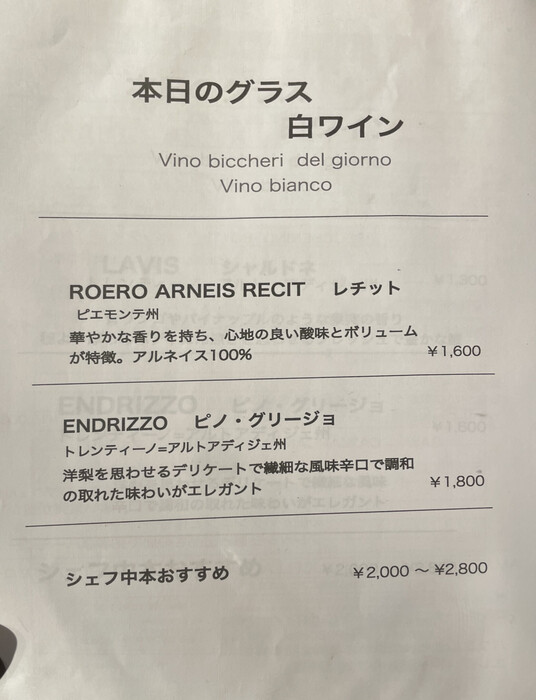 本日のグラス
白ワイン
Vino biccheri del giorno
Vino bianco
ROERO ARNEIS RECIT レチット
ピエモンテ州
華やかな香りを持ち、心地の良い酸味とボリューム
が特徴。アルネイス100%
¥1,600
ENDRIZZO ピノ・グリージョ
トレンティーノ=アルトアディジェ州
洋梨を思わせるデリケートで繊細な風味辛口で調和
の取れた味わいがエレガント
¥1,800
シェフ中本おすすめ ¥2,000 〜 ¥2,800